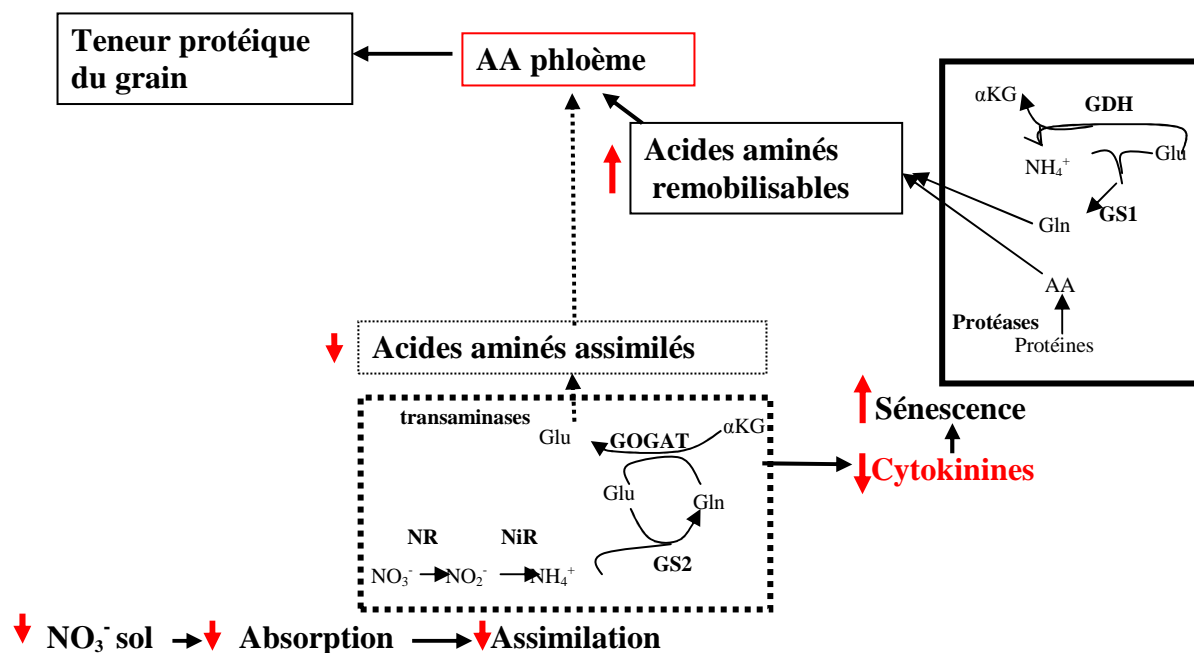 Teneur protéique
du grain
AA phloème
Acides aminés
remobilisables
αKG
GDH
NH₄⁺
Glu
GS1
Gln
AA
Protéases
Protéines
Acides aminés assimilés
Sénescence
Cytokinines
transaminases
Glu
GOGAT
αKG
Glu
Gln
NR
NiR
GS2
NO₃⁻ NO₂⁻ NH₄⁺
NO₃⁻ sol Absorption Assimilation